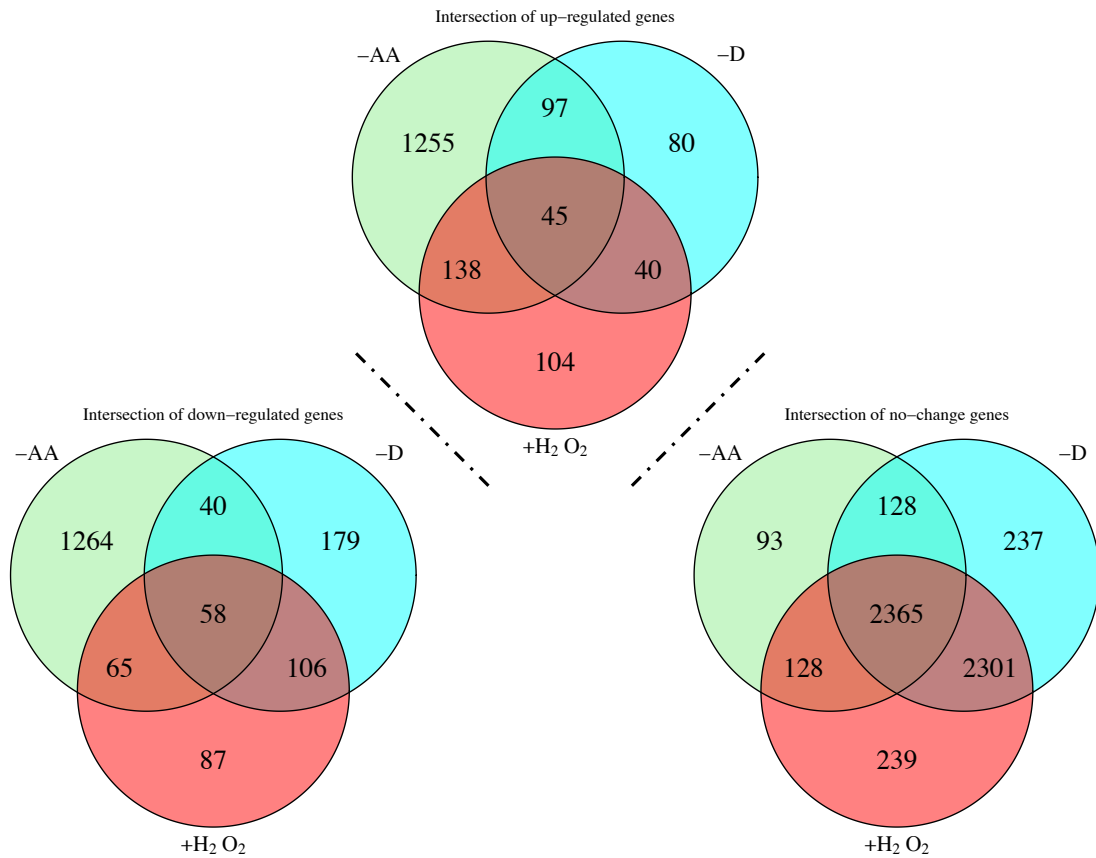 Intersection of up−regulated genes
−AA
−D
97
1255
80
45
138
40
104
+H₂ O₂
Intersection of down−regulated genes
−AA
−D
40
1264
179
58
65
106
87
+H₂ O₂
Intersection of no−change genes
−AA
−D
128
93
237
2365
128
2301
239
+H₂ O₂